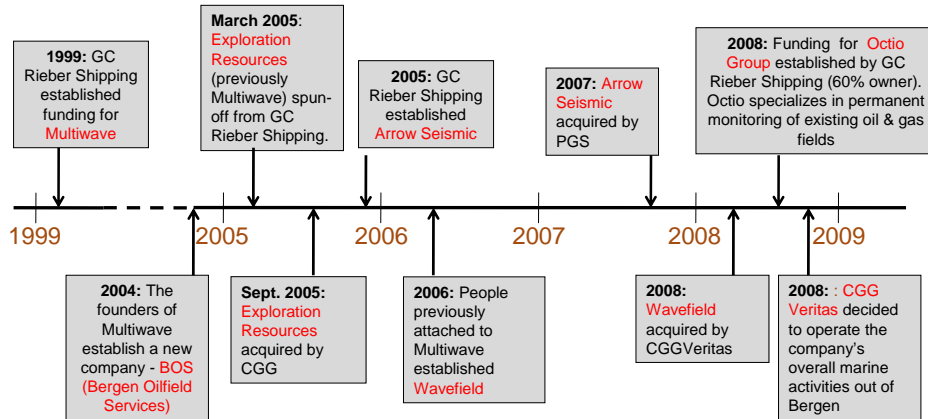 1999: GC
Rieber Shipping
established
funding for
Multiwave
March 2005:
Exploration
Resources
(previously
Multiwave) spun-
off from GC
Rieber Shipping.
2005: GC
Rieber Shipping
established
Arrow Seismic
2007: Arrow
Seismic
acquired by
PGS
2008: Funding for Octio
Group established by GC
Rieber Shipping (60% owner).
Octio specializes in permanent
monitoring of existing oil & gas
fields
1999
2005
2006
2007
2008
2009
2004: The
founders of
Multiwave
establish a new
company - BOS
(Bergen Oilfield
Services)
Sept. 2005:
Exploration
Resources
acquired by
CGG
2006: People
previously
attached to
Multiwave
established
Wavefield
2008:
Wavefield
acquired by
CGGVeritas
2008: : CGG
Veritas decided
to operate the
company's
overall marine
activities out of
Bergen